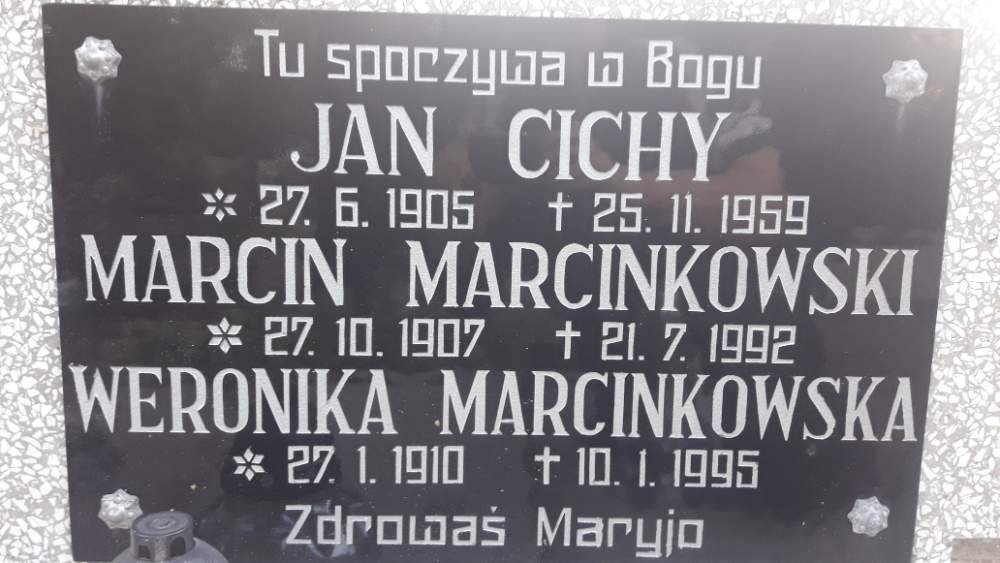 Tu spoczywa w Bogu
JAN CICHY
* 27. 6. 1905 † 25. 11. 1959
MARCIN MARCINKOWSKI
* 27. 10. 1907 † 21. 7. 1992
WERONIKA MARCINKOWSKA
* 27. 1. 1910 † 10. 1. 1995
Zdrowaś Maryjo